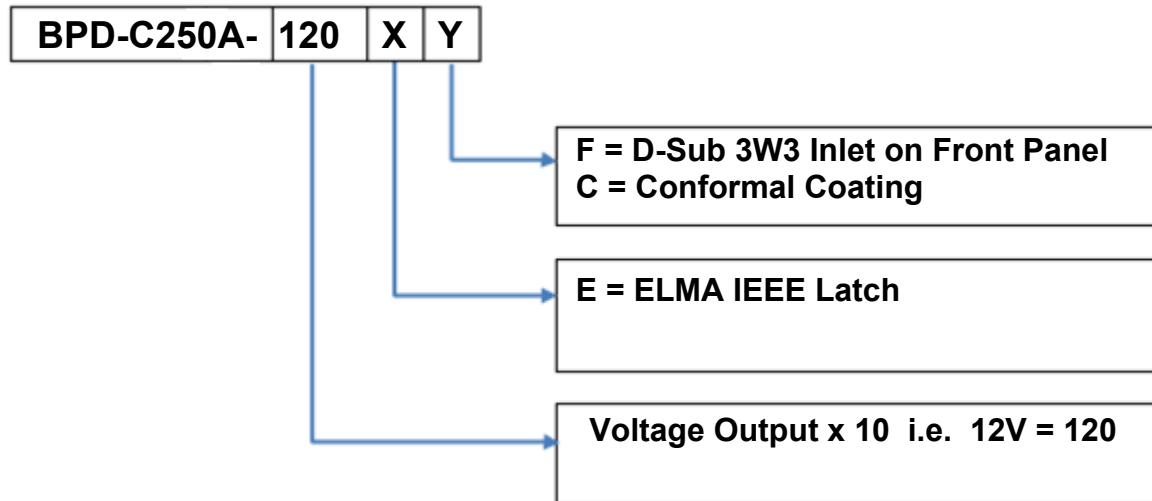 BPD-C250A- 120 X Y
F = D-Sub 3W3 Inlet on Front Panel
C = Conformal Coating
E = ELMA IEEE Latch
Voltage Output x 10 i.e. 12V = 120